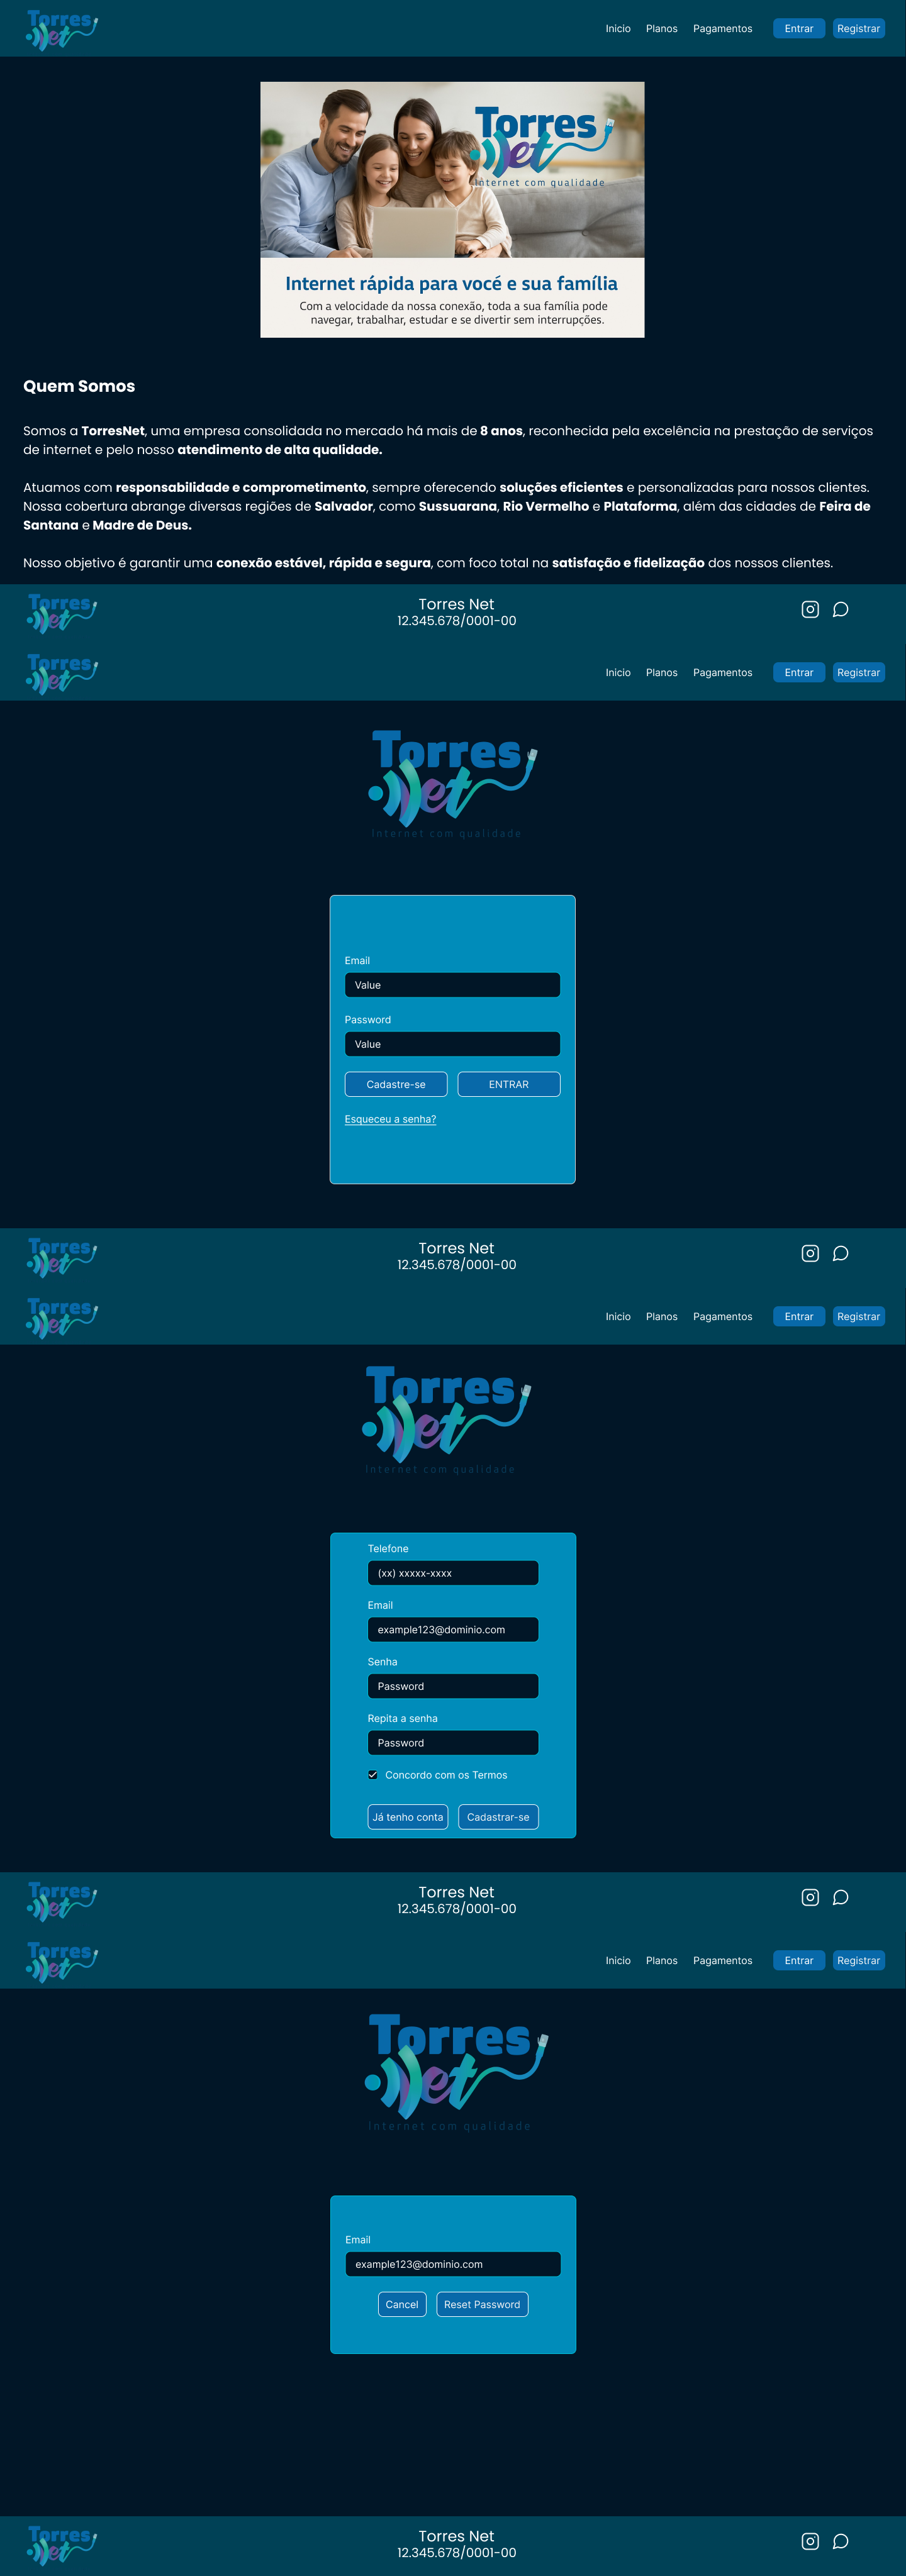 Torres
Net
Inicio Planos Pagamentos Entrar Registrar
Torres
Net
Internet com qualidade
Internet rápida para vocé e sua família
Com a velocidade da nossa conexão, toda a sua família pode
navegar, trabalhar, estudar e se divertir sem interrupções.
Quem Somos
Somos a TorresNet, uma empresa consolidada no mercado há mais de 8 anos, reconhecida pela excelência na prestação de serviços
de internet e pelo nosso atendimento de alta qualidade.
Atuamos com responsabilidade e comprometimento, sempre oferecendo soluções eficientes e personalizadas para nossos clientes.
Nossa cobertura abrange diversas regiões de Salvador, como Sussuarana, Rio Vermelho e Plataforma, além das cidades de Feira de
Santana e Madre de Deus.
Nosso objetivo é garantir uma conexão estável, rápida e segura, com foco total na satisfação e fidelização dos nossos clientes.
Torres
Net
Torres Net
12.345.678/0001-00
Torres
Net
Inicio Planos Pagamentos Entrar Registrar
Torres
Net
Internet com qualidade
Email
Value
Password
Value
Cadastre-se ENTRAR
Esqueceu a senha?
Torres
Net
Torres Net
12.345.678/0001-00
Torres
Net
Inicio Planos Pagamentos Entrar Registrar
Torres
Net
Internet com qualidade
Telefone
(xx) xxxxx-xxxx
Email
example123@dominio.com
Senha
Password
Repita a senha
Password
Concordo com os Termos
Já tenho conta Cadastrar-se
Torres
Net
Torres Net
12.345.678/0001-00
Torres
Net
Inicio Planos Pagamentos Entrar Registrar
Torres
Net
Internet com qualidade
Email
example123@dominio.com
Cancel Reset Password
Torres
Net
Torres Net
12.345.678/0001-00